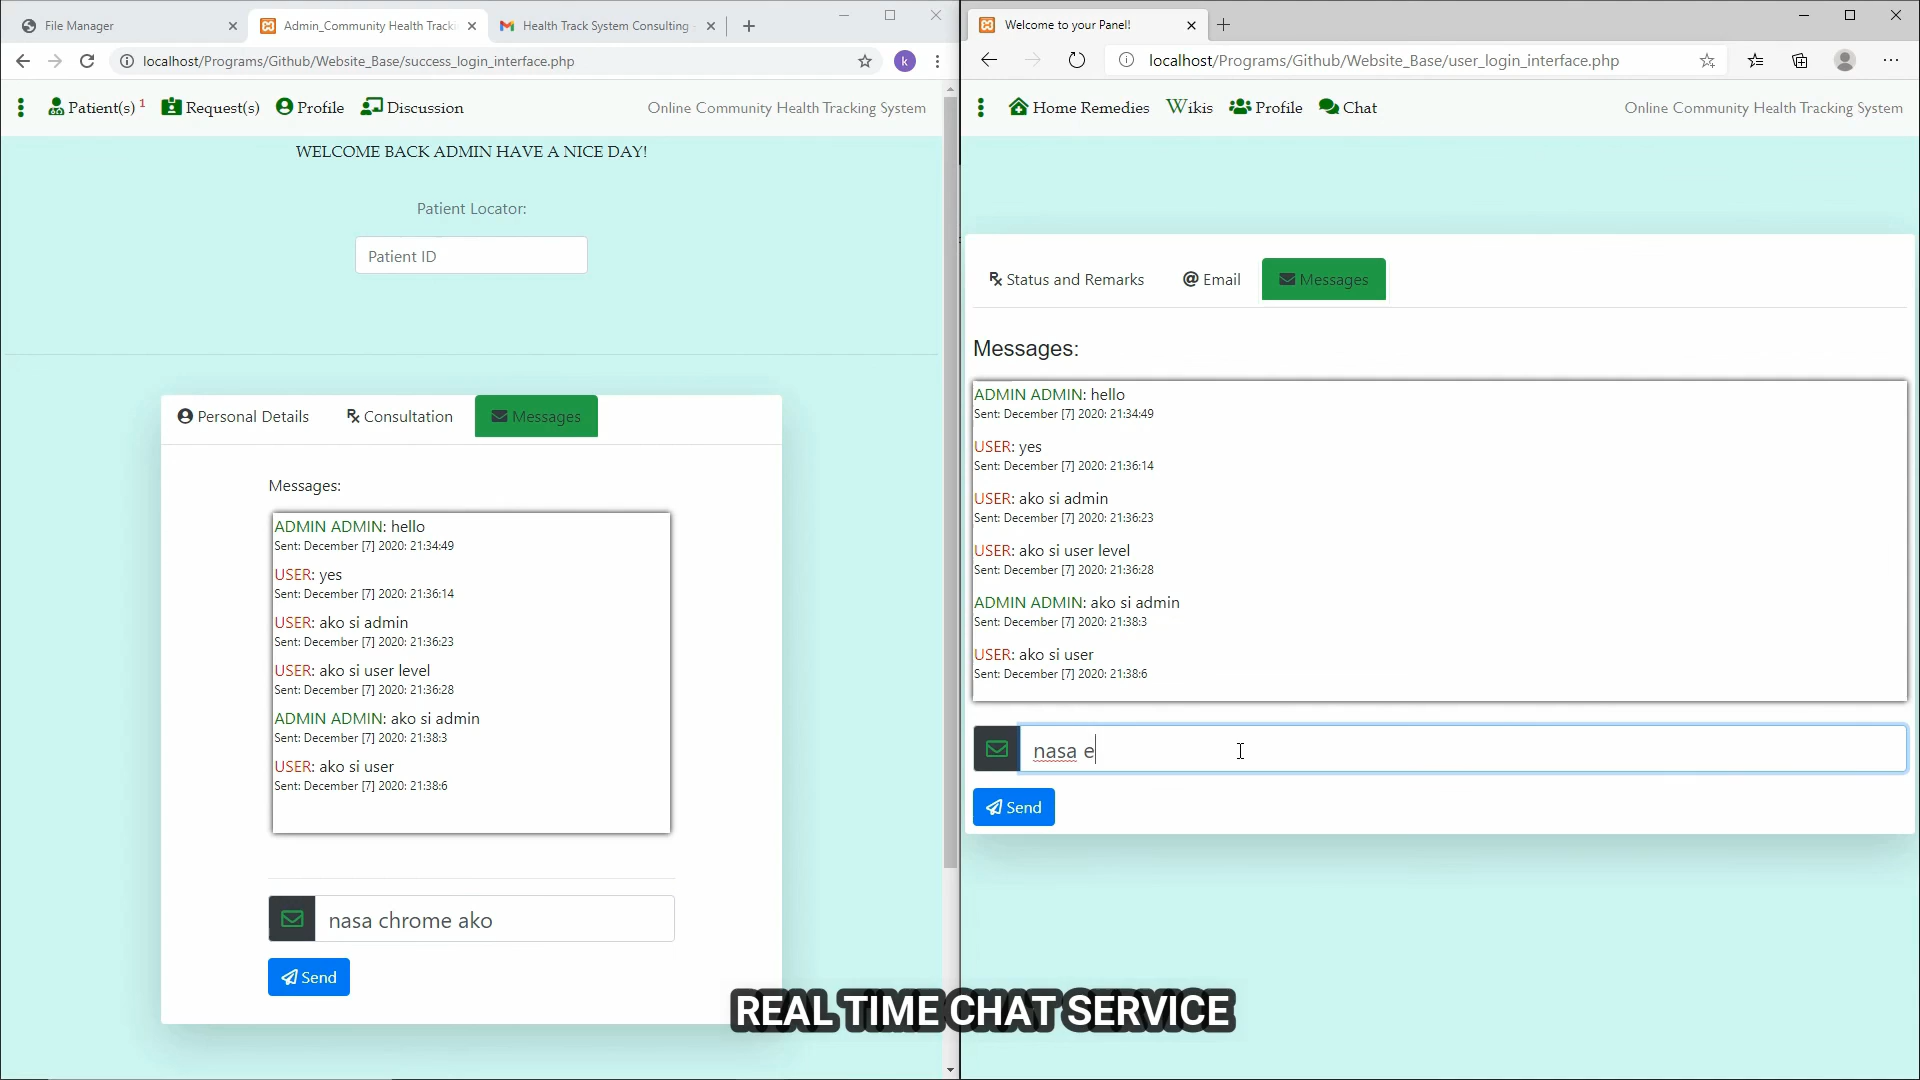 File Manager
Admin_Community Health Tracki
Health Track System Consulting -
localhost/Programs/Github/Website_Base/success_login_interface.php
k
Patient(s) 1
Request(s)
Profile
Discussion
Online Community Health Tracking System
WELCOME BACK ADMIN HAVE A NICE DAY!
Patient Locator:
Patient ID
Personal Details
Consultation
Messages
Messages:
ADMIN ADMIN: hello
Sent: December [7] 2020: 21:34:49
USER: yes
Sent: December [7] 2020: 21:36:14
USER: ako si admin
Sent: December [7] 2020: 21:36:23
USER: ako si user level
Sent: December [7] 2020: 21:36:28
ADMIN ADMIN: ako si admin
Sent: December [7] 2020: 21:38:3
USER: ako si user
Sent: December [7] 2020: 21:38:6
nasa chrome ako
Send
Welcome to your Panel!
localhost/Programs/Github/Website_Base/user_login_interface.php
Home Remedies
Wikis
Profile
Chat
Online Community Health Tracking System
Status and Remarks
Email
Messages
Messages:
ADMIN ADMIN: hello
Sent: December [7] 2020: 21:34:49
USER: yes
Sent: December [7] 2020: 21:36:14
USER: ako si admin
Sent: December [7] 2020: 21:36:23
USER: ako si user level
Sent: December [7] 2020: 21:36:28
ADMIN ADMIN: ako si admin
Sent: December [7] 2020: 21:38:3
USER: ako si user
Sent: December [7] 2020: 21:38:6
nasa e
Send
REAL TIME CHAT SERVICE